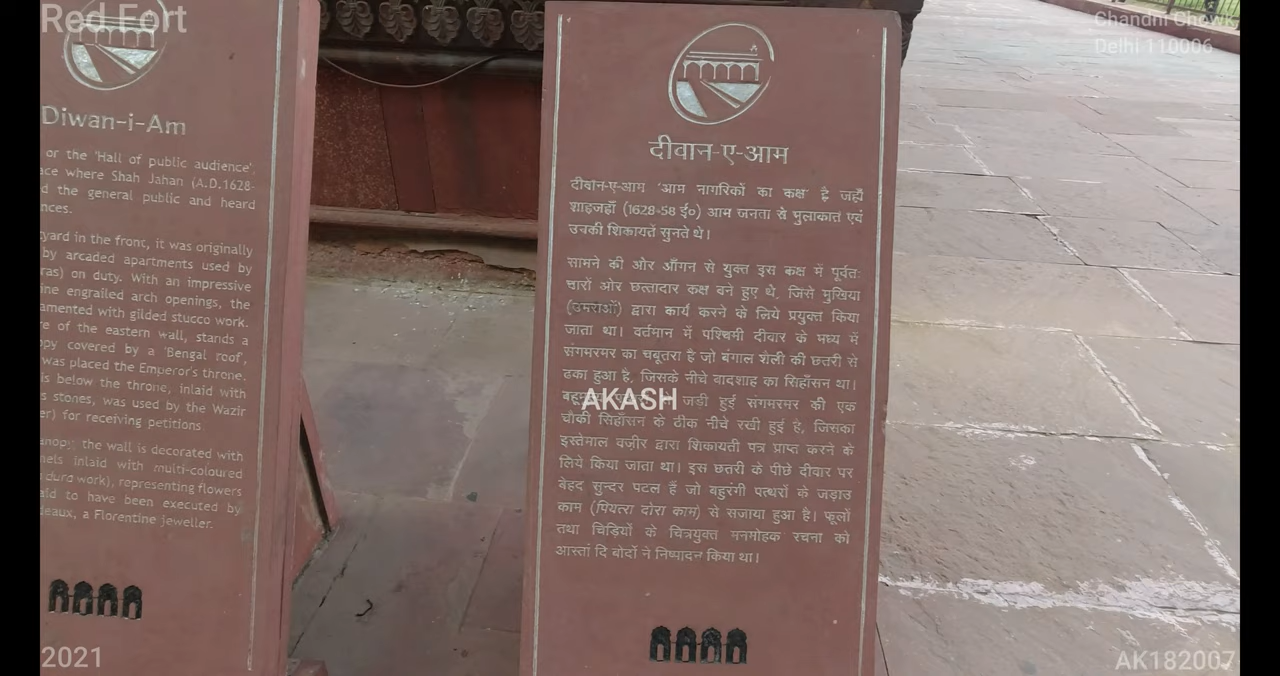 Red Fort
Chandni Chowk
Delhi 110006
Diwan-i-Am
or the 'Hall of public audience'.
ace where Shah Jahan (A.D.1628-
d the general public and heard
nces.
yard in the front, it was originally
by arcaded apartments used by
ras) on duty. With an impressive
ine engrailed arch openings, the
amented with gilded stucco work.
re of the eastern wall, stands a
opy covered by a 'Bengal roof',
was placed the Emperor's throne.
is below the throne, inlaid with
s stones, was used by the Wazir
er) for receiving petitions
anopy; the wall is decorated with
nels inlaid with multi-coloured
dura work), representing flowers
aid to have been executed by
deaux, a Florentine jeweller.
दीवान-ए-आम
दीवान-ए-आम 'आम नागरिकों का कक्ष' है जहाँ
शाहजहाँ (1628-58 ई०) आम जनता से मुलाकात एवं
उनकी शिकायतें सुनते थे।
सामने की ओर आँगन से युक्त इस कक्ष में पूर्वतः
चारों ओर छत्तादार कक्ष बने हुए थे, जिसे मुखिया
(उमराओं) द्वारा कार्य करने के लिये प्रयुक्त किया
जाता था। वर्तमान में पश्चिमी दीवार के मध्य में
संगमरमर का चबूतरा है जो बंगाल शैली की छतरी से
ढका हुआ है, जिसके नीचे बादशाह का सिहाँसन था।
जड़ी हुई संगमरमर की एक
चौकी सिहाँसन के ठीक नीचे रखी हुई है, जिसका
इस्तेमाल वज़ीर द्वारा शिकायती पत्र प्राप्त करने के
लिये किया जाता था। इस छतरी के पीछे दीवार पर
बेहद सुन्दर पटल हैं जो बहुरंगी पत्थरों के जड़ाउ
काम (पियत्रा दोरा काम) से सजाया हुआ है। फूलों
तथा चिड़ियों के चित्रयुक्त मनमोहक रचना को
आस्तां दि बोर्दो ने निष्पादन किया था।
AKASH
2021
AK182007